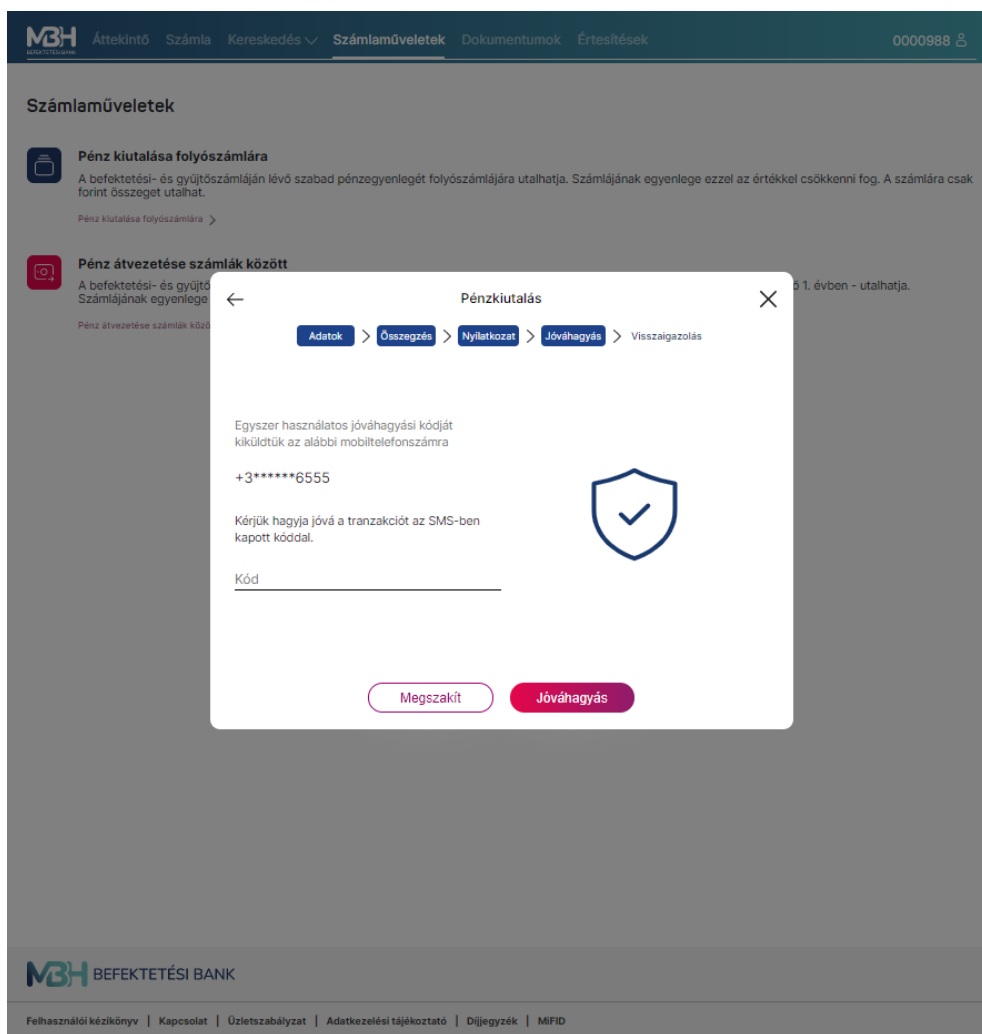 MBH Áttekintő Számla Kereskedés Számlaműveletek Dokumentumok Értesítések 0000988
BEFEKTETÉSI BANK
Számlaműveletek
Pénz kiutalása folyószámlára
A befektetési- és gyűjtőszámláján lévő szabad pénzegyenlegét folyószámlájára utalhatja. Számlájának egyenlege ezzel az értékkel csökkenni fog. A számlára csak
forint összeget utalhat.
Pénz kiutalása folyószámlára
Pénz átvezetése számlák között
A befektetési- és gyűjtő
ó 1. évben - utalhatja.
Számlájának egyenlege
Pénz átvezetése számlák közö
Pénzkiutalás
Adatok > Összegzés > Nyilatkozat > Jóváhagyás > Visszaigazolás
Egyszer használatos jóváhagyási kódját
kiküldtük az alábbi mobiltelefonszámra
+3******6555
Kérjük hagyja jóvá a tranzakciót az SMS-ben
kapott kóddal.
Kód
Megszakít Jóváhagyás
MBH BEFEKTETÉSI BANK
Felhasználói kézikönyv | Kapcsolat | Üzletszabályzat | Adatkezelési tájékoztató | Díjjegyzék | MiFID